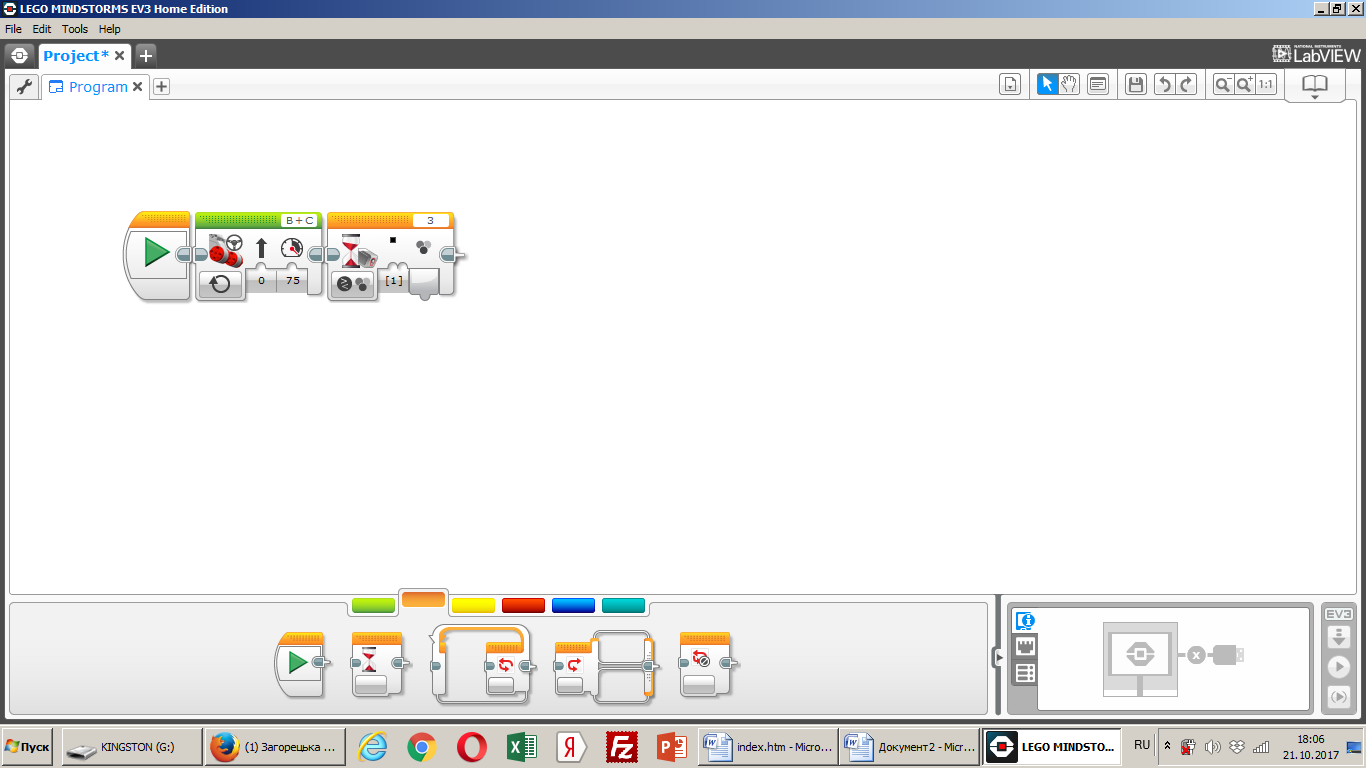 LEGO MINDSTORMS EV3 Home Edition
File Edit Tools Help
Project*
NATIONAL INSTRUMENTS
LabVIEW
Program
1:1
B + C
3
0
75
[1]
EV3
Пуск
KINGSTON (G:)
(1) Загорецька ...
index.htm - Micro...
Документ2 - Micr...
LEGO MINDSTO...
RU
18:06
21.10.2017